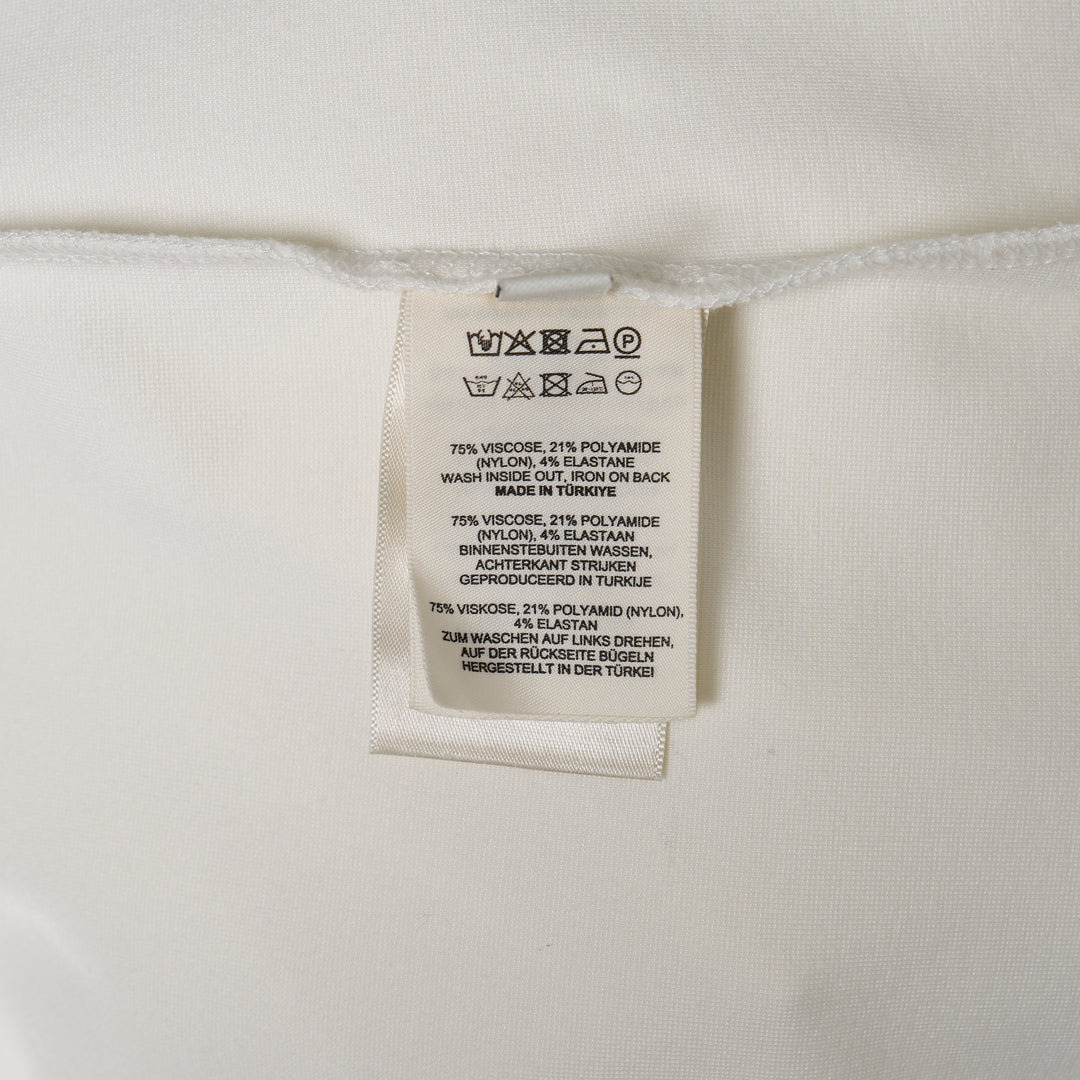 P
75% VISCOSE, 21% POLYAMIDE
(NYLON), 4% ELASTANE
WASH INSIDE OUT, IRON ON BACK
MADE IN TÜRKIYE
75% VISCOSE, 21% POLYAMIDE
(NYLON), 4% ELASTAAN
BINNENSTEBUITEN WASSEN,
ACHTERKANT STRIJKEN
GEPRODUCEERD IN TURKIJE
75% VISKOSE, 21% POLYAMID (NYLON),
4% ELASTAN
ZUM WASCHEN AUF LINKS DREHEN,
AUF DER RÜCKSEITE BÜGELN
HERGESTELLT IN DER TÜRKEI